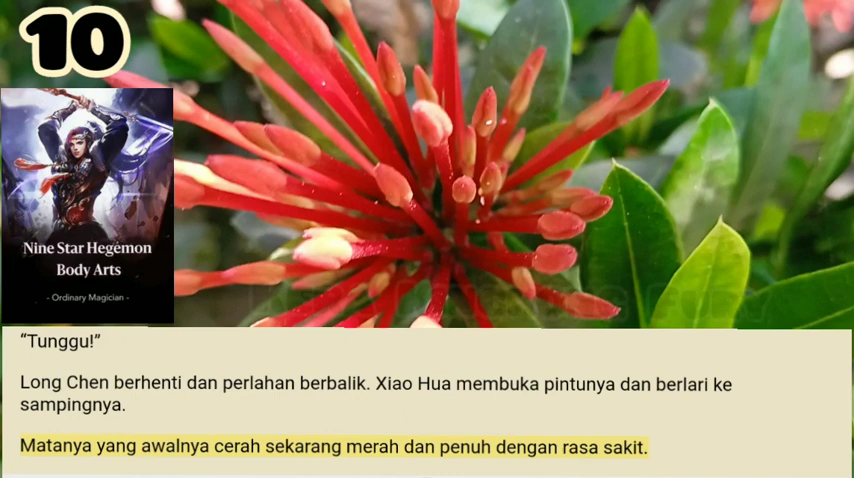 10
Nine Star Hegemon
Body Arts
- Ordinary Magician -
“Tunggu!”
Long Chen berhenti dan perlahan berbalik. Xiao Hua membuka pintunya dan berlari ke
sampingnya.
Matanya yang awalnya cerah sekarang merah dan penuh dengan rasa sakit.